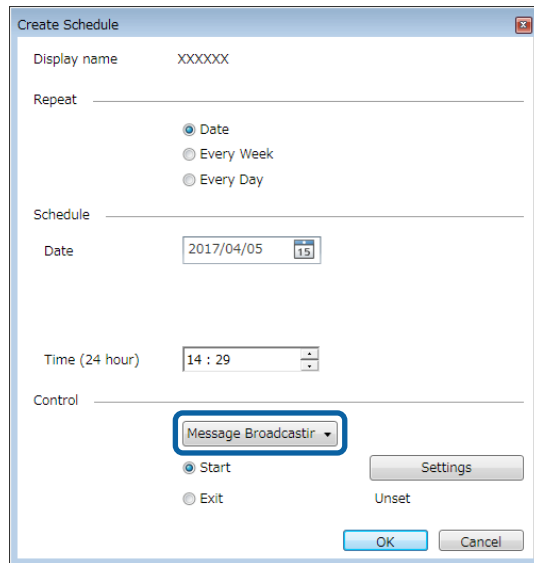 Create Schedule
Display name XXXXXX
Repeat
Date
Every Week
Every Day
Schedule
Date 2017/04/05 15
Time (24 hour) 14 : 29
Control
Message Broadcastir
Start Settings
Exit Unset
OK Cancel